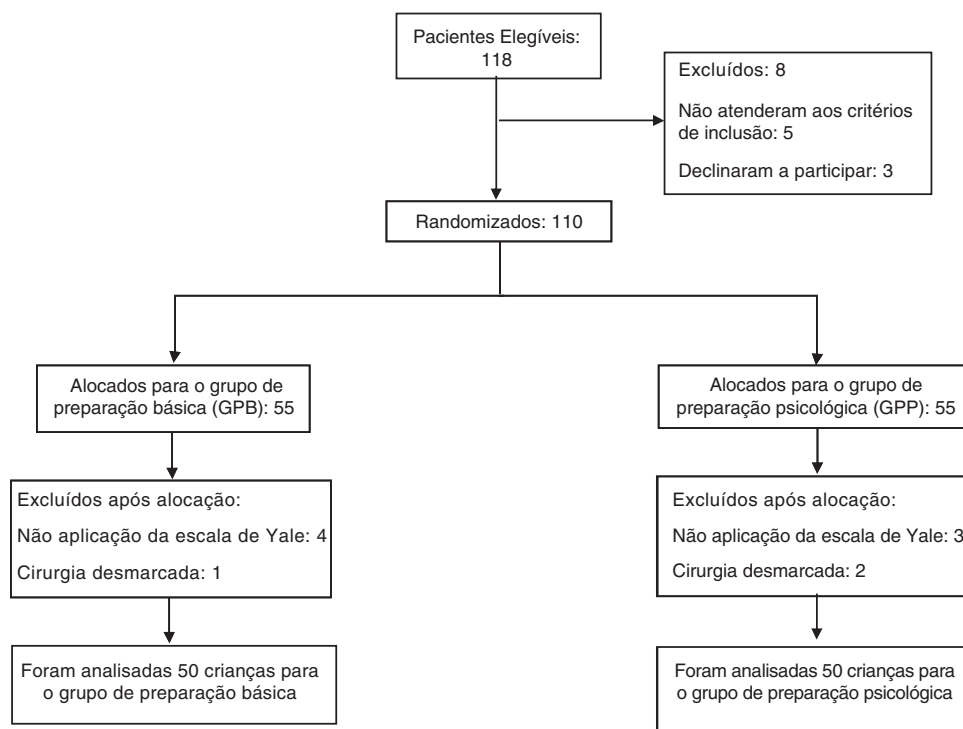 Pacientes Elegíveis:
118
Excluídos: 8
Não atenderam aos critérios
de inclusão: 5
Declinaram a participar: 3
Randomizados: 110
Alocados para o grupo de
preparação básica (GPB): 55
Alocados para o grupo de
preparação psicológica (GPP): 55
Excluídos após alocação:
Não aplicação da escala de Yale: 4
Cirurgia desmarcada: 1
Excluídos após alocação:
Não aplicação da escala de Yale: 3
Cirurgia desmarcada: 2
Foram analisadas 50 crianças para
o grupo de preparação básica
Foram analisadas 50 crianças para
o grupo de preparação psicológica